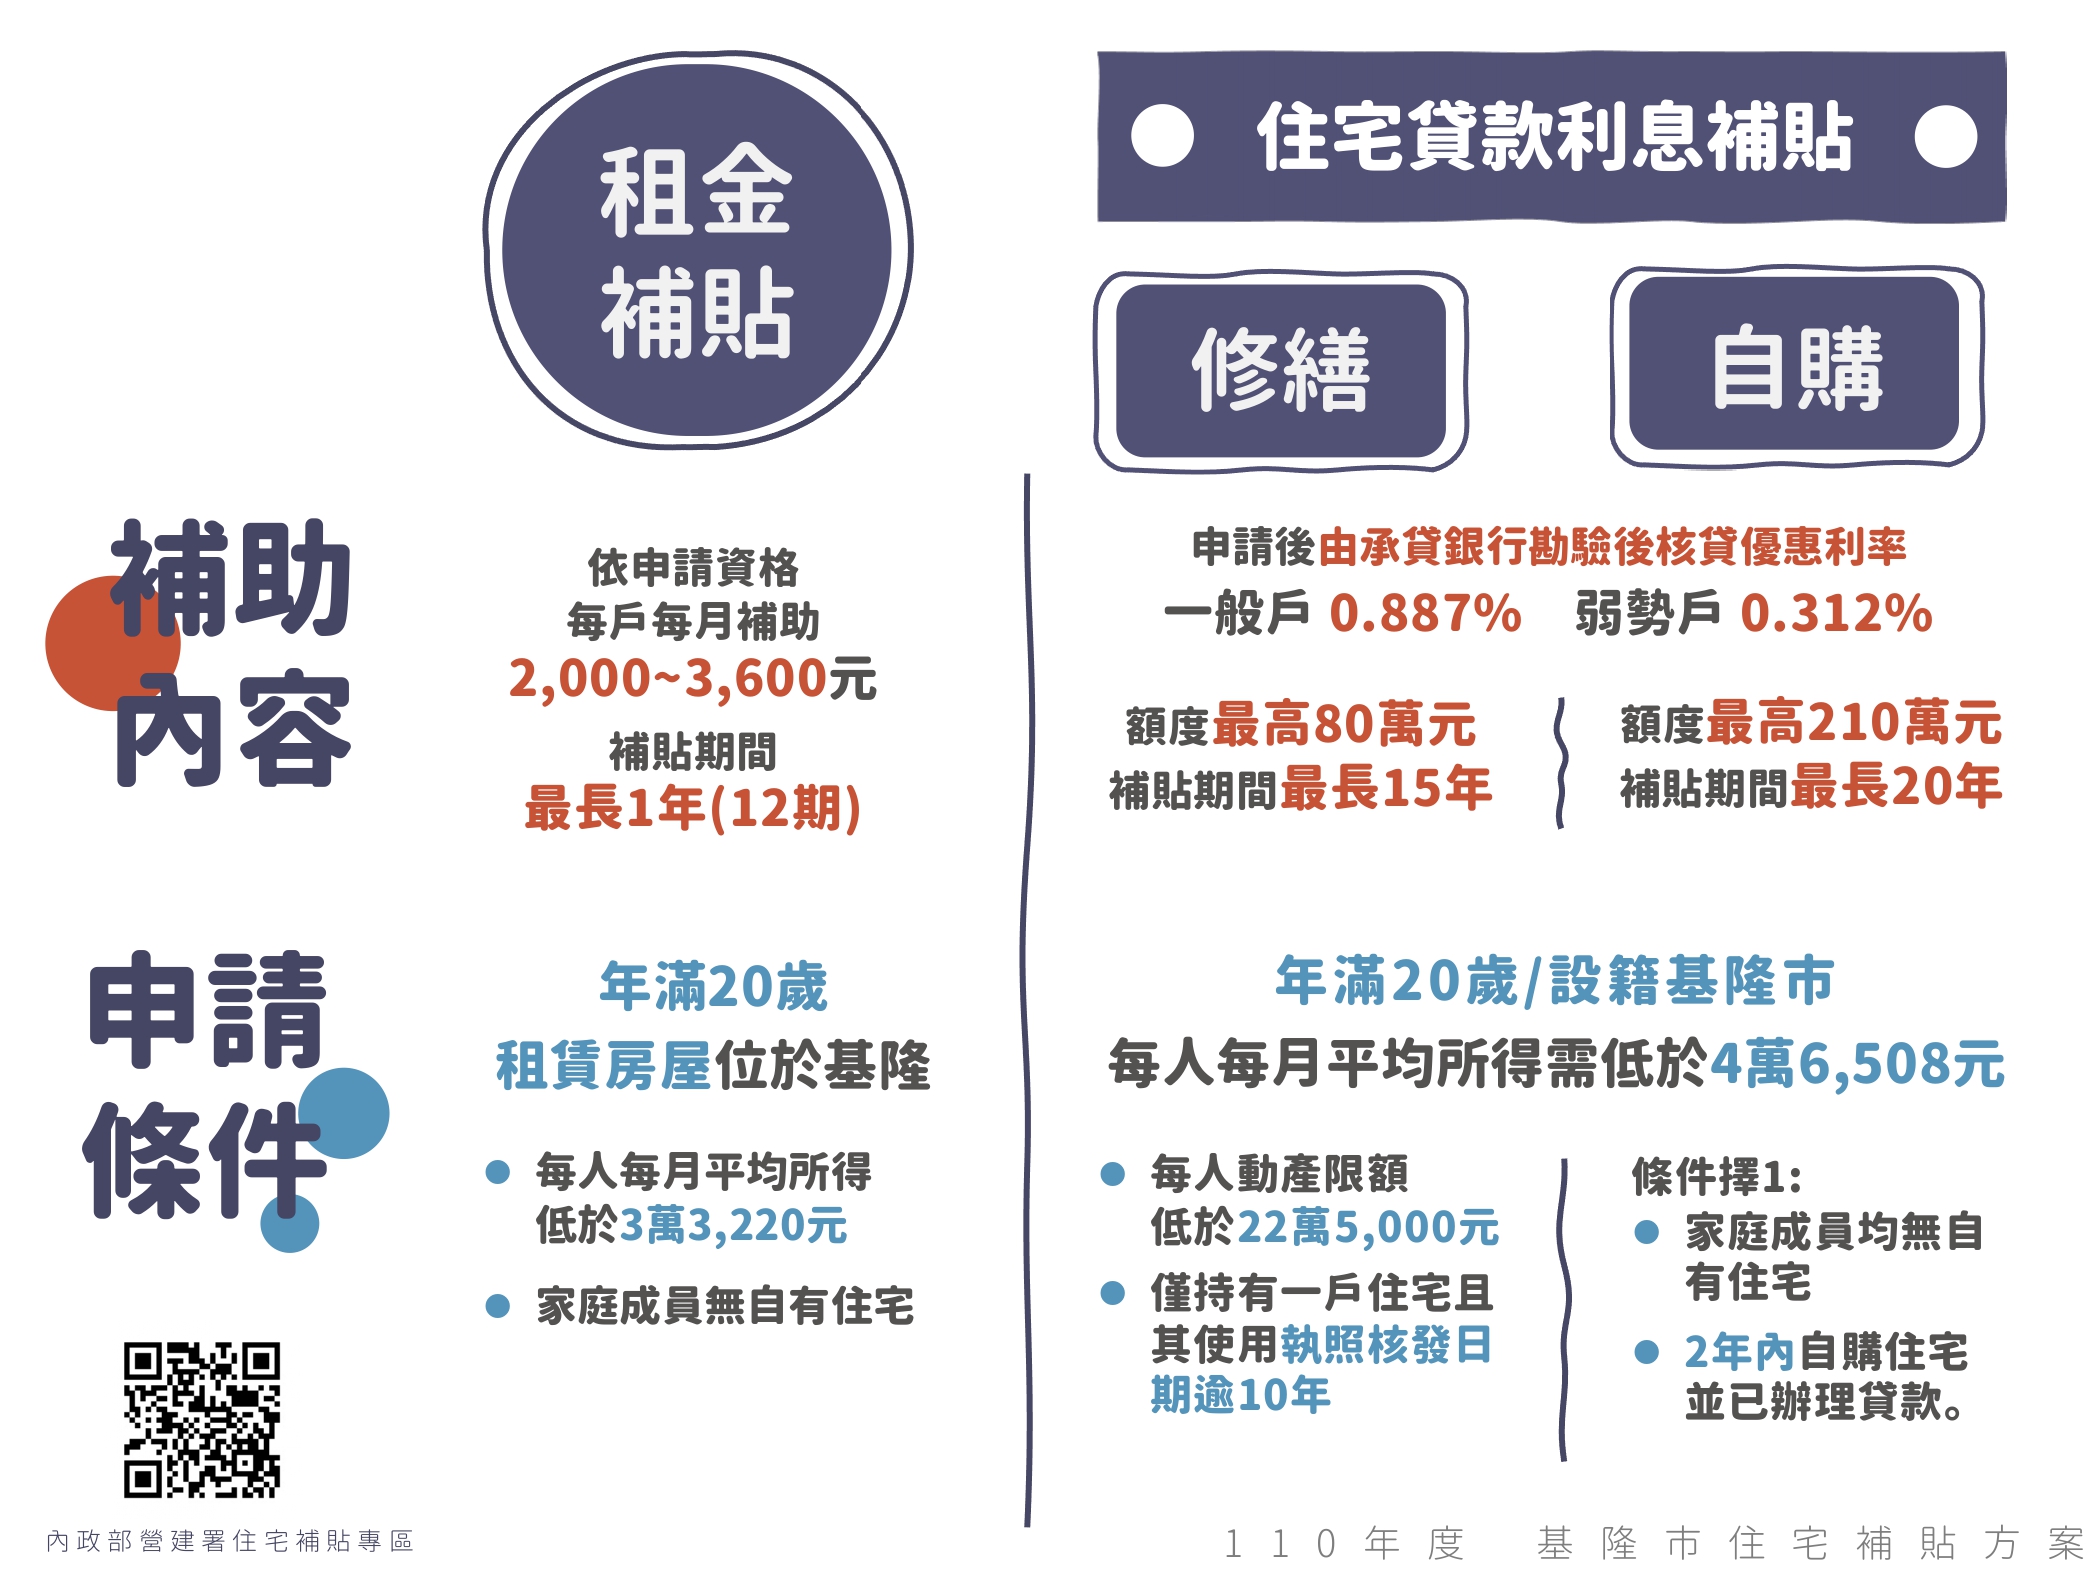 租金
補貼
住宅貸款利息補貼
修繕
自購
補助
內容
依申請資格
每戶每月補助
2,000~3,600元
補貼期間
最長1年(12期)
申請後由承貸銀行勘驗後核貸優惠利率
一般戶 0.887% 弱勢戶 0.312%
額度最高80萬元
補貼期間最長15年
額度最高210萬元
補貼期間最長20年
申請
條件
年滿20歲
租賃房屋位於基隆
每人每月平均所得
低於3萬3,220元
家庭成員無自有住宅
年滿20歲/設籍基隆市
每人每月平均所得需低於4萬6,508元
每人動產限額
低於22萬5,000元
僅持有一戶住宅且
其使用執照核發日
期逾10年
條件擇1:
家庭成員均無自
有住宅
2年內自購住宅
並已辦理貸款。
內政部營建署住宅補貼專區
110年度 基隆市住宅補貼方案